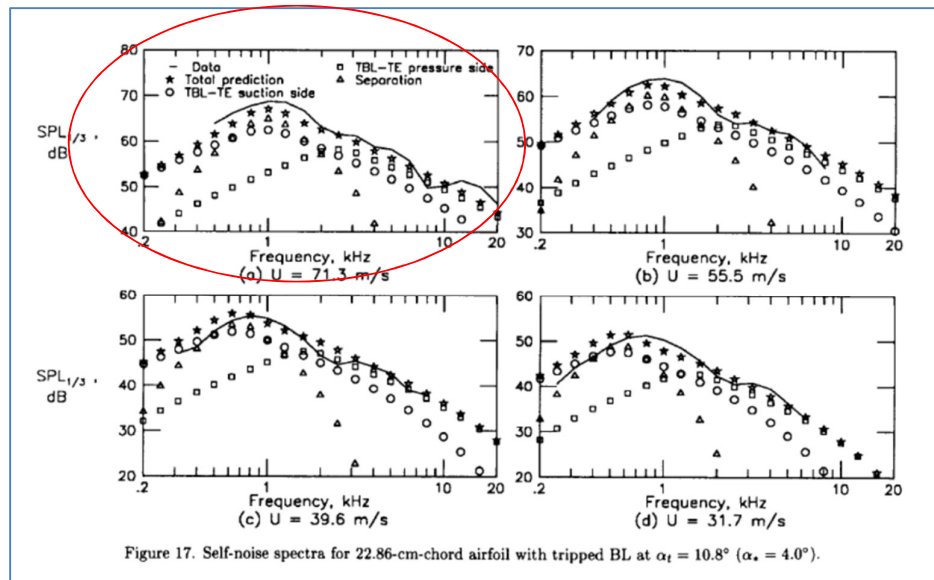 80
70
60
50
40
SPL1/3 ,
dB
— Data
★ Total prediction
○ TBL-TE suction side
□ TBL-TE pressure side
△ Separation
.2 1 10 20
Frequency, kHz
(a) U = 71.3 m/s
70
60
50
40
30
.2 1 10 20
Frequency, kHz
(b) U = 55.5 m/s
60
50
40
30
20
SPL1/3 ,
dB
.2 1 10 20
Frequency, kHz
(c) U = 39.6 m/s
60
50
40
30
20
.2 1 10 20
Frequency, kHz
(d) U = 31.7 m/s
Figure 17. Self-noise spectra for 22.86-cm-chord airfoil with tripped BL at αt = 10.8° (α* = 4.0°).